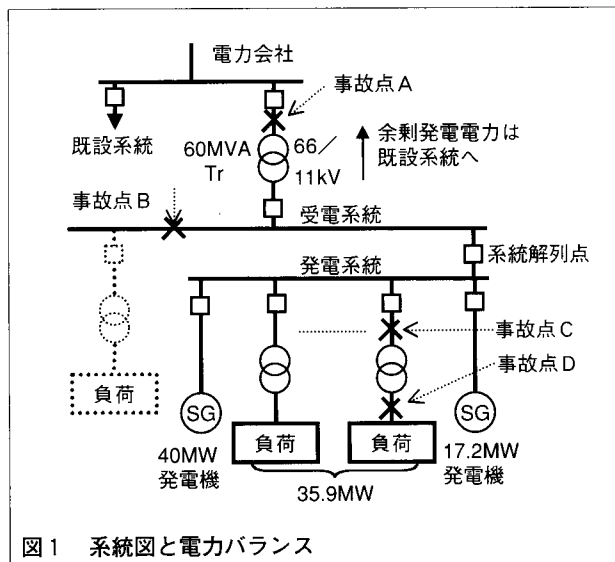 電力会社
事故点A
既設系統
60MVA
Tr
66／
11kV
余剰発電電力は
既設系統へ
事故点B
受電系統
系統解列点
発電系統
事故点C
事故点D
負荷
SG
40MW
発電機
負荷
負荷
SG
17.2MW
発電機
35.9MW
図1 系統図と電力バランス